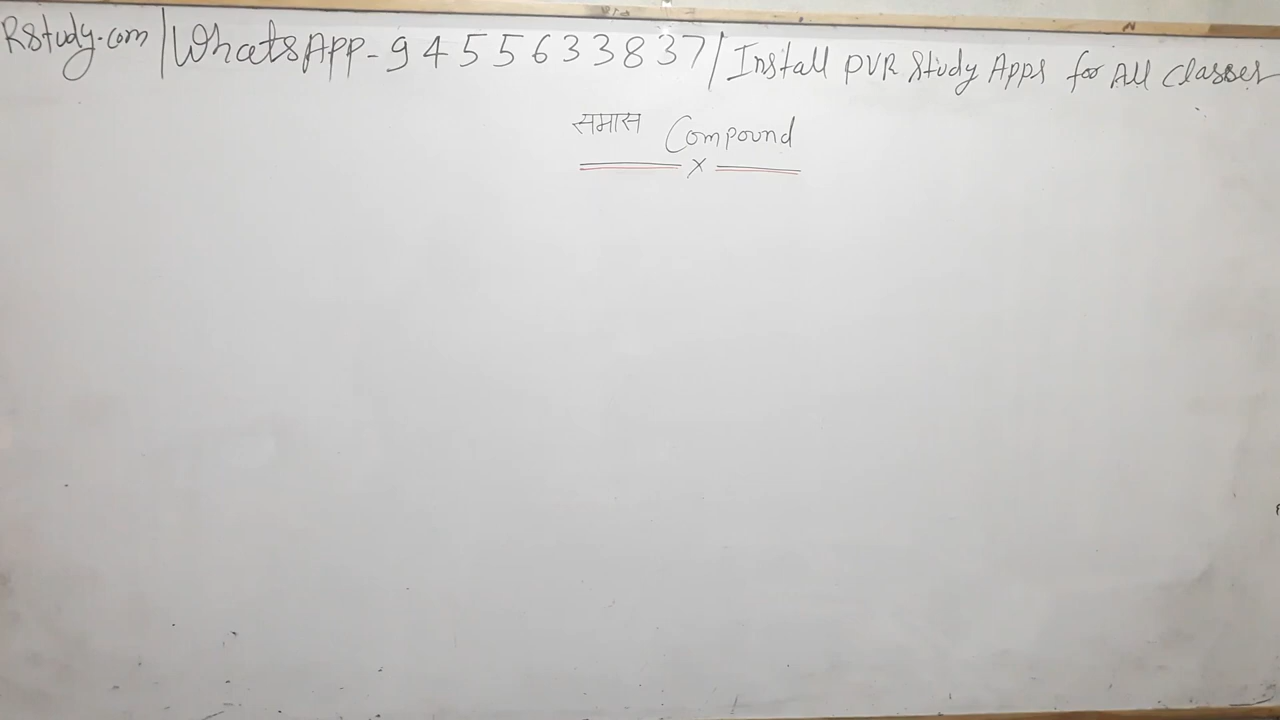 RStudy.com | WhatsApp-9455633837 / Install PVR Study Apps for All Classes
समास Compound
x